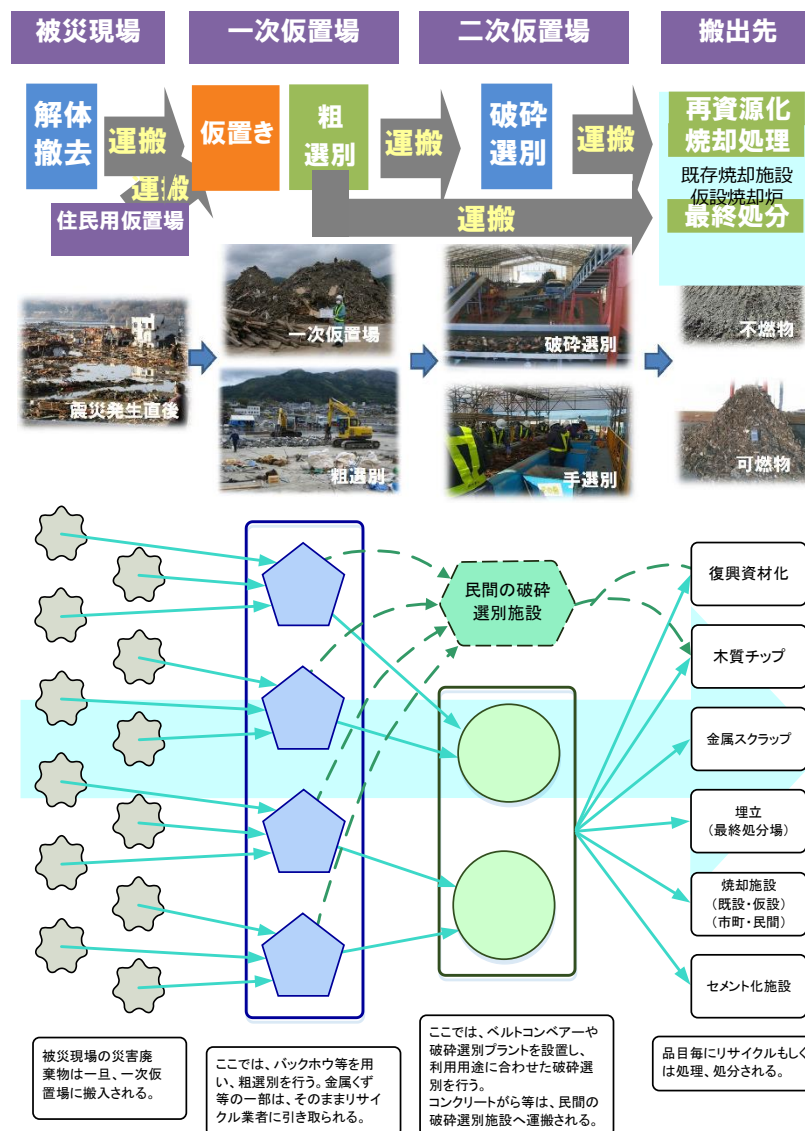 被災現場
一次仮置場
二次仮置場
搬出先
解体
撤去
運搬
仮置き
粗
選別
運搬
破砕
選別
運搬
再資源化
焼却処理
既存焼却施設
仮設焼却炉
最終処分
運搬
住民用仮置場
運搬
震災発生直後
一次仮置場
粗選別
破砕選別
手選別
不燃物
可燃物
民間の破砕
選別施設
復興資材化
木質チップ
金属スクラップ
埋立
(最終処分場)
焼却施設
(既設・仮設)
(市町・民間)
セメント化施設
被災現場の災害廃
棄物は一旦、一次仮
置場に搬入される。
ここでは、バックホウ等を用
い、粗選別を行う。金属くず
等の一部は、そのままリサイ
クル業者に引き取られる。
ここでは、ベルトコンベアーや
破砕選別プラントを設置し、
利用用途に合わせた破砕選
別を行う。
コンクリートがら等は、民間の
破砕選別施設へ運搬される。
品目毎にリサイクルもしく
は処理、処分される。